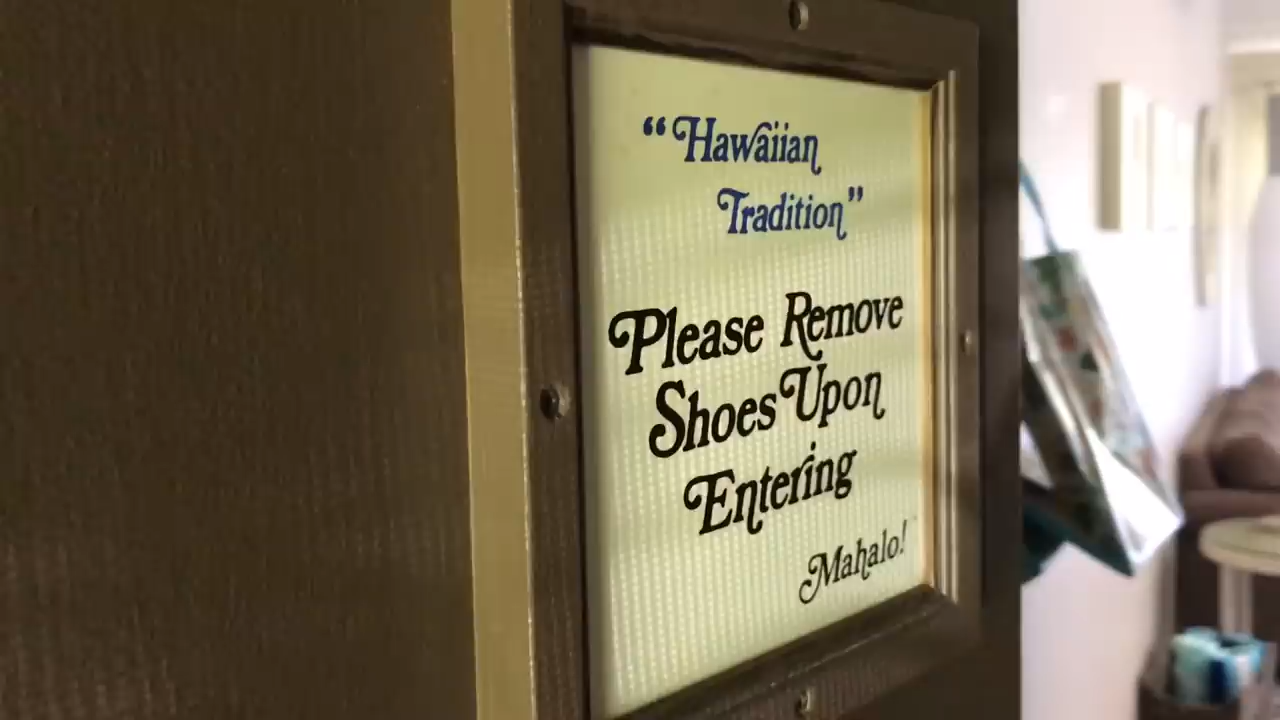 “Hawaiian
Tradition”
Please Remove
Shoes Upon
Entering
Mahalo!